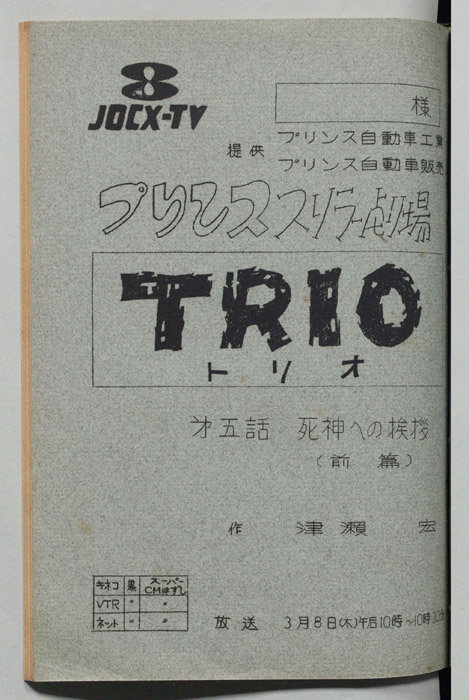 8
JOCX-TV
様
提供 プリンス自動車工業
プリンス自動車販売
プリンススリラー劇場
TRIO
トリオ
才五話 死神への挨拶
(前篇)
作 津瀬 宏
キネコ 黒 スーパーCMはずし
VTR 〃 〃
ネット 〃 〃
放送 3月8日(木)午后10時〜10時30分